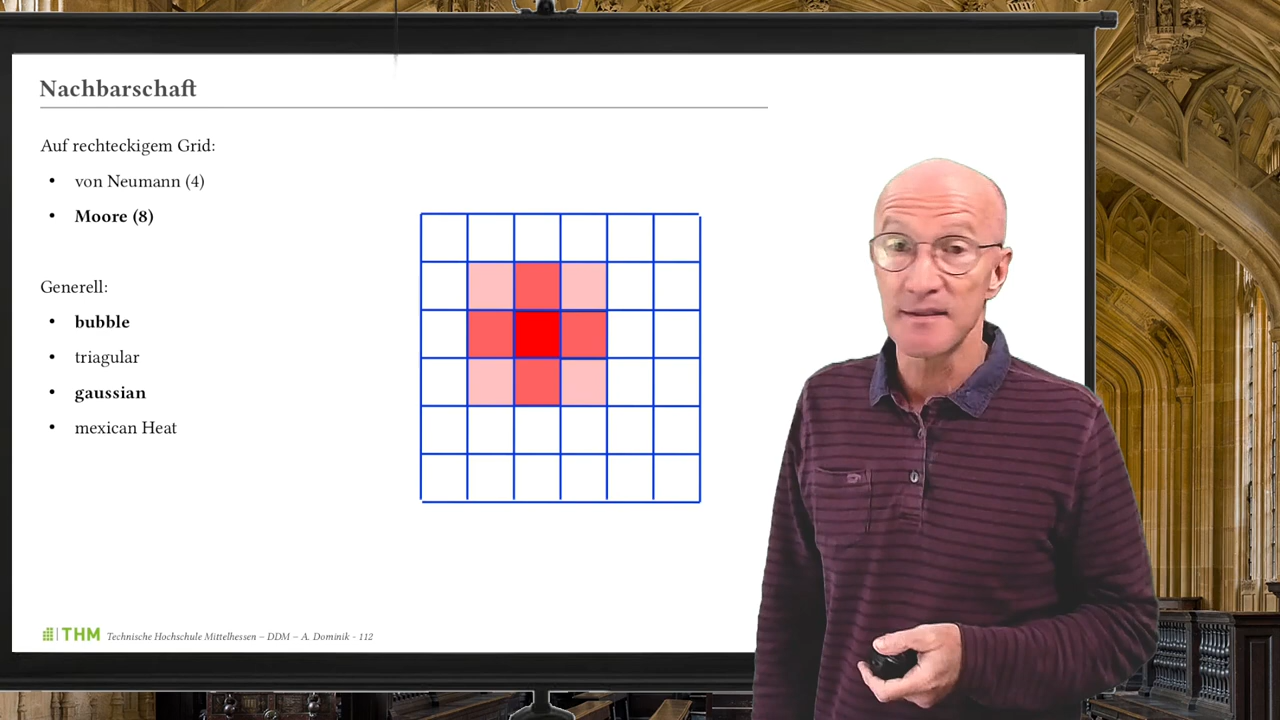 Nachbarschaft
Auf rechteckigem Grid:
• von Neumann (4)
• Moore (8)
Generell:
• bubble
• triagular
• gaussian
• mexican Heat
THM Technische Hochschule Mittelhessen – DDM – A. Dominik - 112